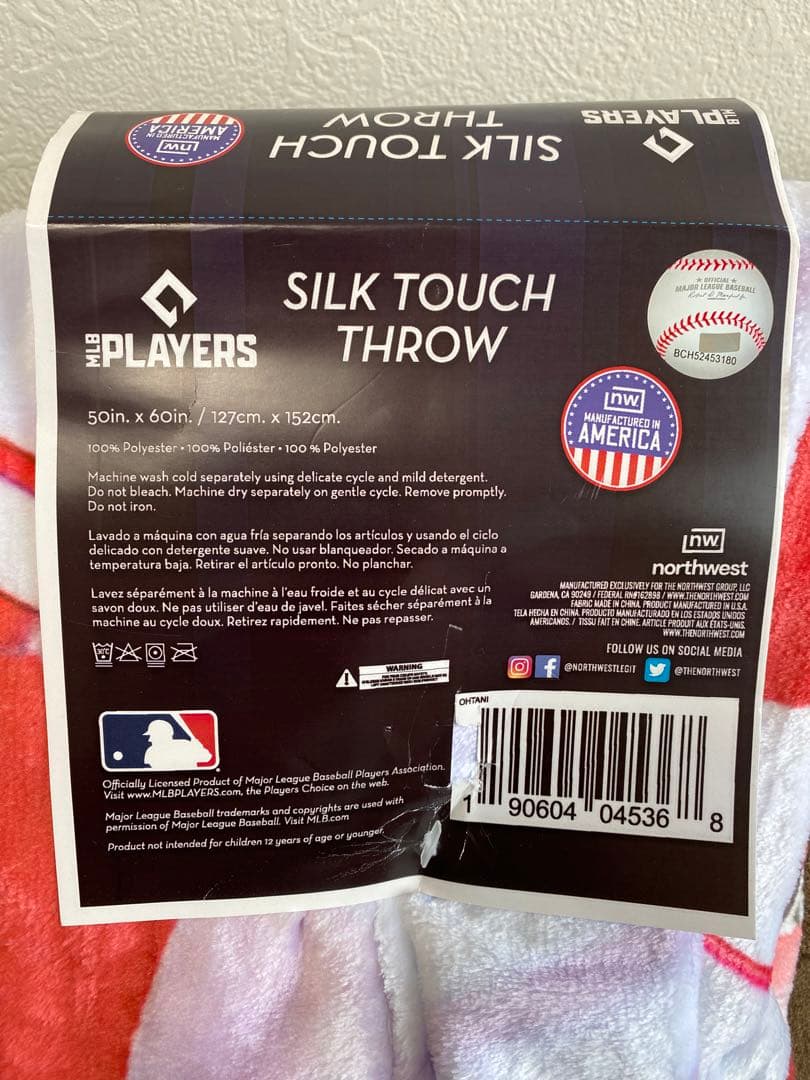 MLB PLAYERS
SILK TOUCH
THROW
nw
MANUFACTURED IN
AMERICA
MLB
PLAYERS
SILK TOUCH
THROW
★ OFFICIAL ★
MAJOR LEAGUE BASEBALL
BCH52453180
nw
MANUFACTURED IN
AMERICA
50in. x 60in. / 127cm. x 152cm.
100% Polyester • 100% Poliéster • 100 % Polyester
Machine wash cold separately using delicate cycle and mild detergent.
Do not bleach. Machine dry separately on gentle cycle. Remove promptly.
Do not iron.
Lavado a máquina con agua fría separando los artículos y usando el ciclo
delicado con detergente suave. No usar blanqueador. Secado a máquina a
temperatura baja. Retirar el artículo pronto. No planchar.
Lavez séparément à la machine à l'eau froide et au cycle délicat avec un
savon doux. Ne pas utiliser d'eau de javel. Faites sécher séparément à la
machine au cycle doux. Retirez rapidement. Ne pas repasser.
30°C
nw
northwest
MANUFACTURED EXCLUSIVELY FOR THE NORTHWEST GROUP, LLC
GARDENA, CA 90249 / FEDERAL RN#162898 / WWW.THENORTHWEST.COM
FABRIC MADE IN CHINA. PRODUCT MANUFACTURED IN U.S.A.
TELA HECHA EN CHINA. PRODUCTO MANUFACTURADO EN LOS ESTADOS UNIDOS
AMERICANOS. / TISSU FAIT EN CHINE. ARTICLE PRODUIT AUX ÉTATS-UNIS.
WWW.THENORTHWEST.COM
FOLLOW US ON SOCIAL MEDIA
@NORTHWESTLEGIT
@THENORTHWEST
WARNING
OHTANI
1 90604 04536 8
Officially Licensed Product of Major League Baseball Players Association.
Visit www.MLBPLAYERS.com, the Players Choice on the web.
Major League Baseball trademarks and copyrights are used with
permission of Major League Baseball. Visit MLB.com
Product not intended for children 12 years of age or younger.